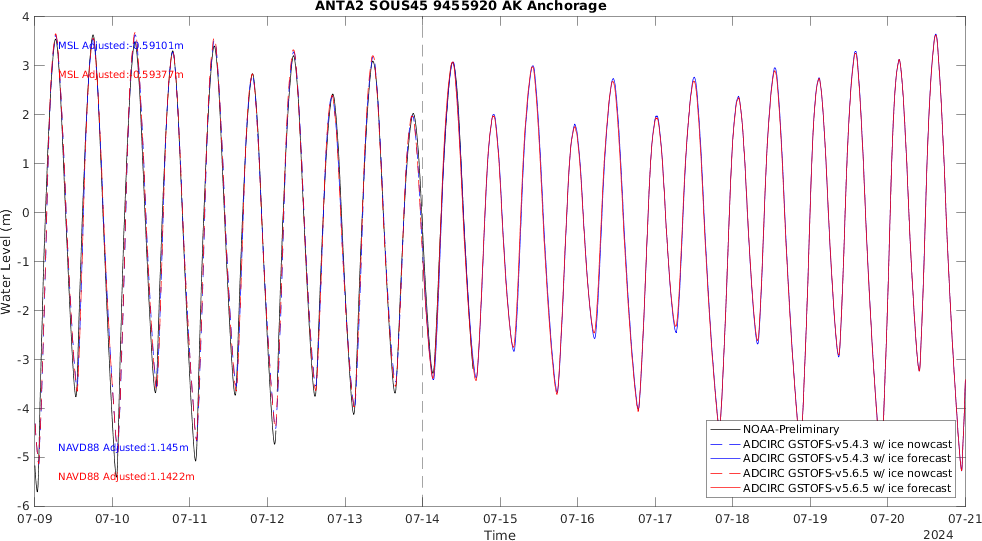 ANTA2 SOUS45 9455920 AK Anchorage
4
3
2
1
0
-1
-2
-3
-4
-5
-6
Water Level (m)
MSL Adjusted:-0.59101m
MSL Adjusted:-0.59377m
NAVD88 Adjusted:1.145m
NAVD88 Adjusted:1.1422m
NOAA-Preliminary
ADCIRC GSTOFS-v5.4.3 w/ ice nowcast
ADCIRC GSTOFS-v5.4.3 w/ ice forecast
ADCIRC GSTOFS-v5.6.5 w/ ice nowcast
ADCIRC GSTOFS-v5.6.5 w/ ice forecast
07-09 07-10 07-11 07-12 07-13 07-14 07-15 07-16 07-17 07-18 07-19 07-20 07-21
Time
2024